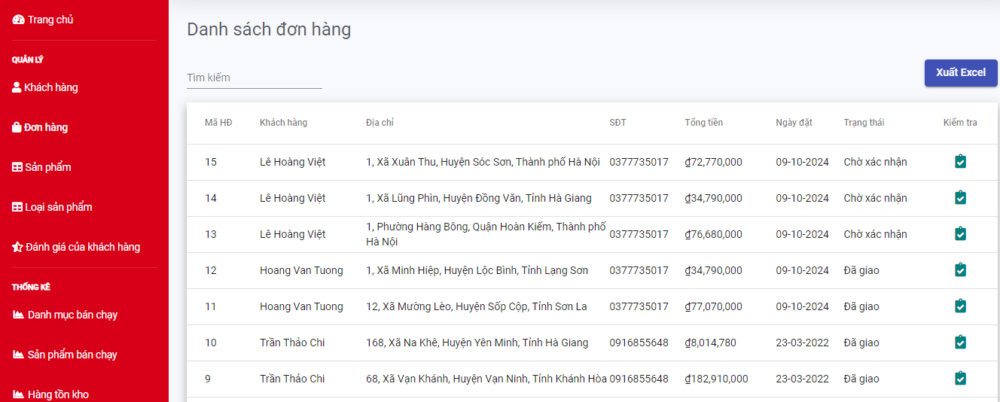 Trang chủ
QUẢN LÝ
Khách hàng
Đơn hàng
Sản phẩm
Loại sản phẩm
Đánh giá của khách hàng
THỐNG KÊ
Danh mục bán chạy
Sản phẩm bán chạy
Hàng tồn kho
Danh sách đơn hàng
Tìm kiếm
Xuất Excel
Mã HĐ Khách hàng Địa chỉ SĐT Tổng tiền Ngày đặt Trạng thái Kiểm tra
15 Lê Hoàng Việt 1, Xã Xuân Thu, Huyện Sóc Sơn, Thành phố Hà Nội 0377735017 ₫72,770,000 09-10-2024 Chờ xác nhận
14 Lê Hoàng Việt 1, Xã Lũng Phìn, Huyện Đồng Văn, Tỉnh Hà Giang 0377735017 ₫34,790,000 09-10-2024 Chờ xác nhận
13 Lê Hoàng Việt 1, Phường Hàng Bông, Quận Hoàn Kiếm, Thành phố
Hà Nội 0377735017 ₫76,680,000 09-10-2024 Chờ xác nhận
12 Hoang Van Tuong 1, Xã Minh Hiệp, Huyện Lộc Bình, Tỉnh Lạng Sơn 0377735017 ₫34,790,000 09-10-2024 Đã giao
11 Hoang Van Tuong 12, Xã Mường Lèo, Huyện Sốp Cộp, Tỉnh Sơn La 0377735017 ₫77,070,000 09-10-2024 Đã giao
10 Trần Thảo Chi 168, Xã Na Khê, Huyện Yên Minh, Tỉnh Hà Giang 0916855648 ₫8,014,780 23-03-2022 Đã giao
9 Trần Thảo Chi 68, Xã Vạn Khánh, Huyện Vạn Ninh, Tỉnh Khánh Hòa 0916855648 ₫182,910,000 23-03-2022 Đã giao